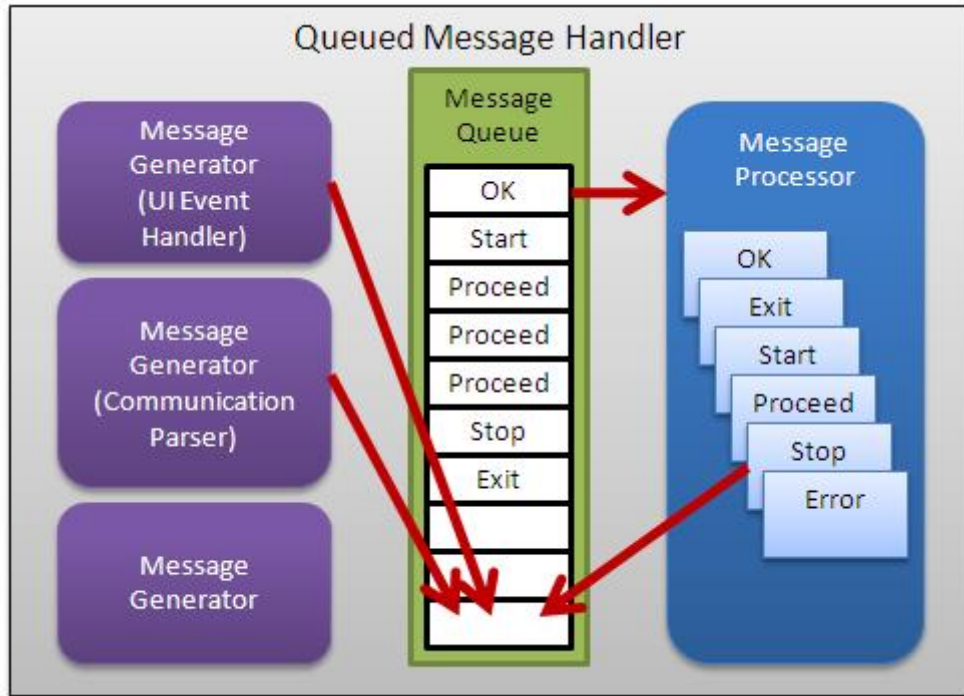 Queued Message Handler
Message
Generator
(UI Event
Handler)
Message
Generator
(Communication
Parser)
Message
Generator
Message
Queue
OK
Start
Proceed
Proceed
Proceed
Stop
Exit
Message
Processor
OK
Exit
Start
Proceed
Stop
Error